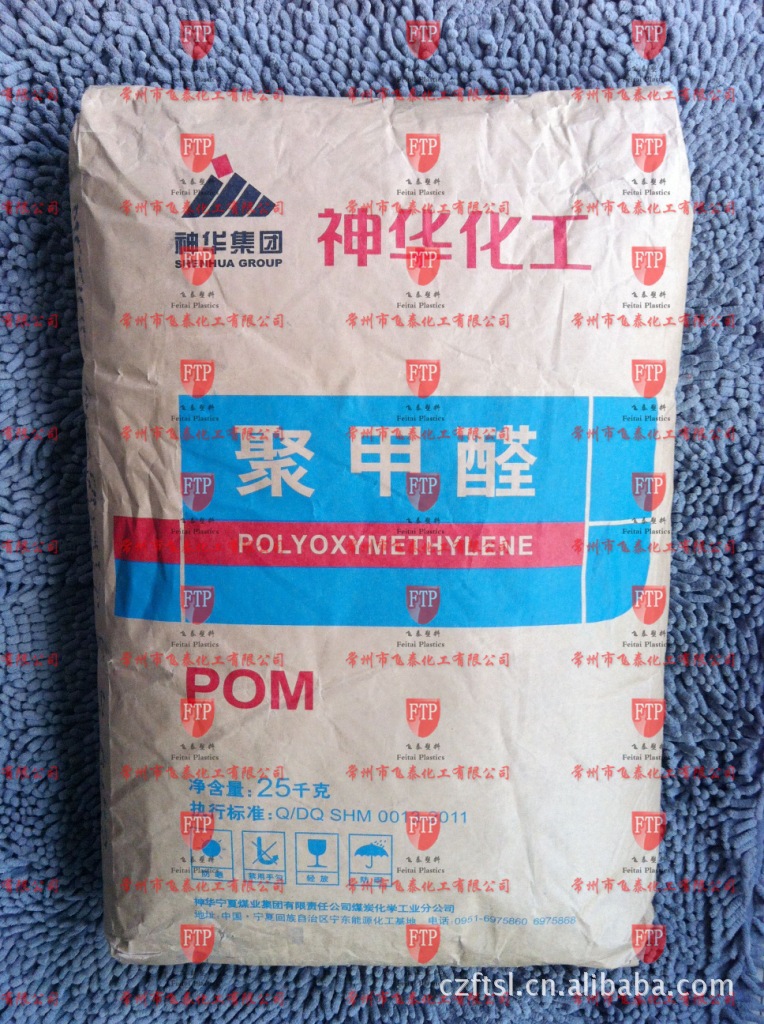 神华集团
SHENHUA GROUP
神华化工
聚甲醛
POLYOXYMETHYLENE
POM
净含量:25千克
执行标准:Q/DQ SHM
禁用手钩
轻放
神华宁夏煤业集团有限责任公司煤炭化学工业分公司
地址:中国·宁夏回族自治区宁东能源化工基地 电话:0951-6975860 6975868
FTP
飞泰塑料
Feitai Plastics
常州市飞泰化工有限公司
czftsl.cn.alibaba.com